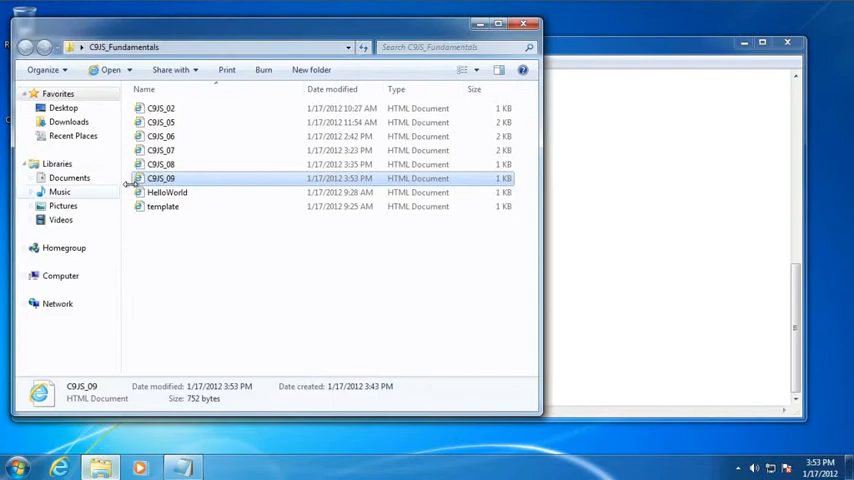 C9JS_Fundamentals
Search C9JS_Fundamentals
Organize
Open
Share with
Print
Burn
New folder
Name
Date modified
Type
Size
Favorites
Desktop
Downloads
Recent Places
Libraries
Documents
Music
Pictures
Videos
Homegroup
Computer
Network
C9JS_02 1/17/2012 10:27 AM HTML Document 1 KB
C9JS_05 1/17/2012 11:54 AM HTML Document 2 KB
C9JS_06 1/17/2012 2:42 PM HTML Document 2 KB
C9JS_07 1/17/2012 3:23 PM HTML Document 2 KB
C9JS_08 1/17/2012 3:35 PM HTML Document 1 KB
C9JS_09 1/17/2012 3:53 PM HTML Document 1 KB
HelloWorld 1/17/2012 9:28 AM HTML Document 1 KB
template 1/17/2012 9:25 AM HTML Document 1 KB
C9JS_09 Date modified: 1/17/2012 3:53 PM Date created: 1/17/2012 3:43 PM
HTML Document Size: 752 bytes
3:53 PM
1/17/2012